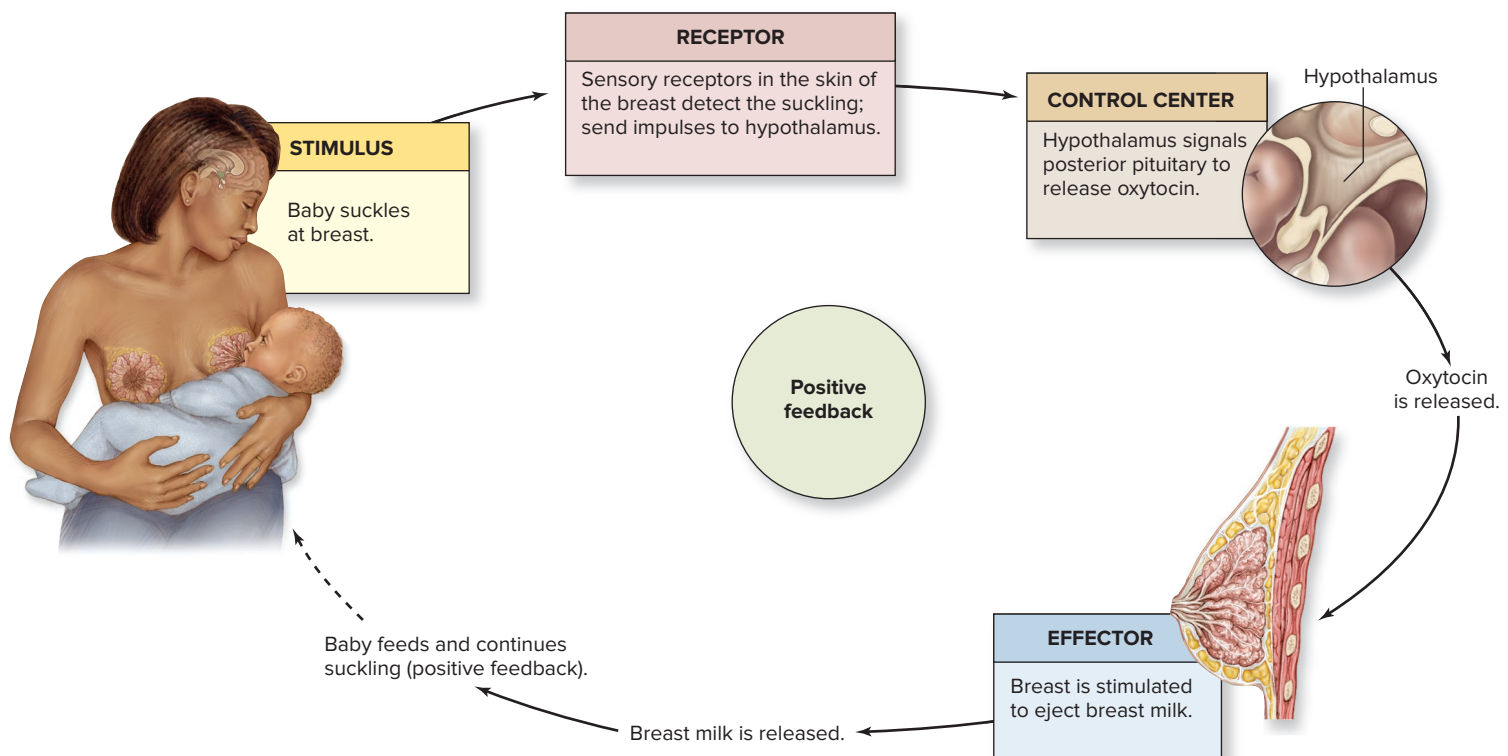 STIMULUS
Baby suckles
at breast.
RECEPTOR
Sensory receptors in the skin of
the breast detect the suckling;
send impulses to hypothalamus.
CONTROL CENTER
Hypothalamus signals
posterior pituitary to
release oxytocin.
Hypothalamus
Oxytocin
is released.
Positive
feedback
EFFECTOR
Breast is stimulated
to eject breast milk.
Breast milk is released.
Baby feeds and continues
suckling (positive feedback).